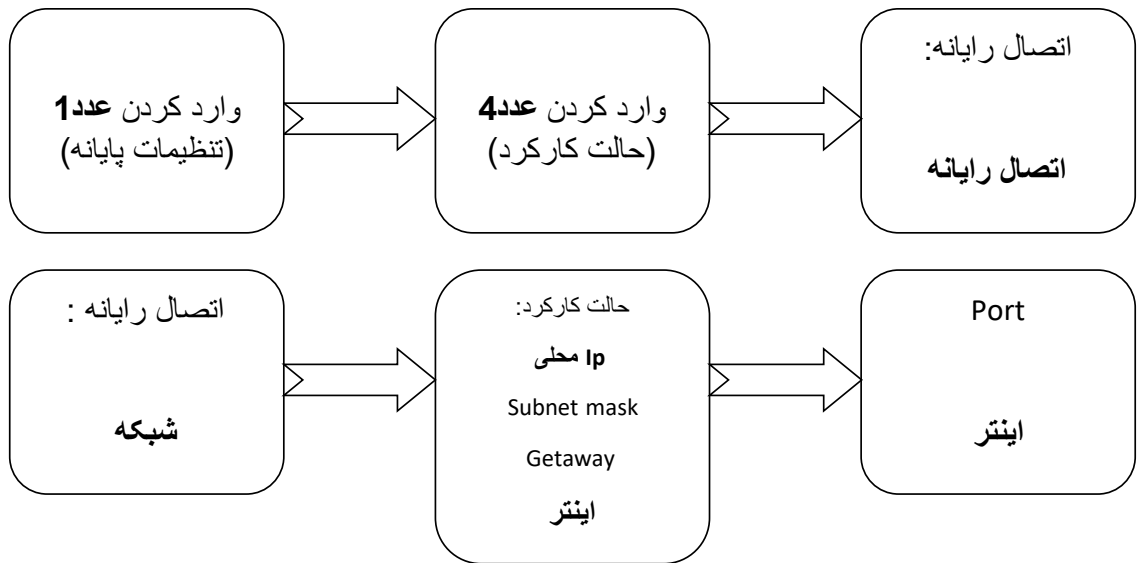 وارد کردن عدد1
(تنظیمات پایانه)
وارد کردن عدد4
(حالت کارکرد)
اتصال رایانه:
اتصال رایانه
اتصال رایانه :
شبکه
حالت کارکرد:
Ip محلی
Subnet mask
Getaway
اینتر
Port
اینتر